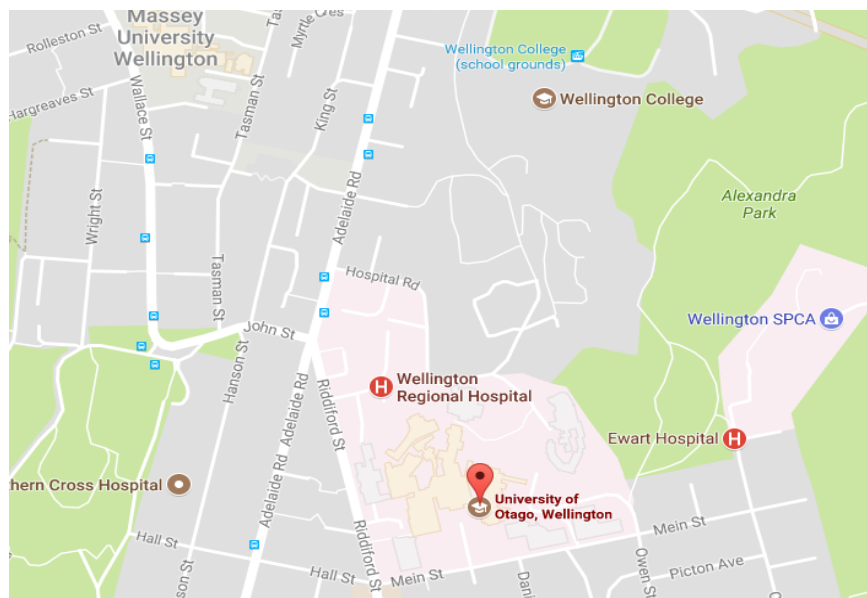 Massey
University
Wellington
Rolleston St
Hargreaves St
Wallace St
Wright St
Tasman St
Tasman St
Myrtle Cres
King St
Adelaide Rd
Wellington College
(school grounds)
Wellington College
Alexandra
Park
Hospital Rd
John St
Hanson St
Wellington SPCA
Wellington
Regional Hospital
Ewart Hospital
Adelaide Rd
Adelaide Rd
Riddiford St
thern Cross Hospital
University of
Otago, Wellington
Mein St
Hall St
Riddiford St
Hall St
Mein St
Owen St
Picton Ave
son St
Dani